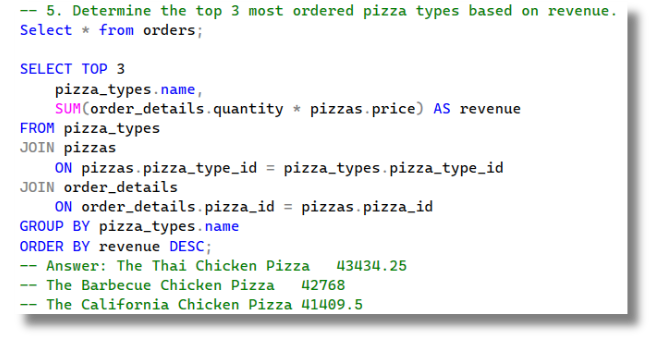 -- 5. Determine the top 3 most ordered pizza types based on revenue.
Select * from orders;
SELECT TOP 3
pizza_types.name,
SUM(order_details.quantity * pizzas.price) AS revenue
FROM pizza_types
JOIN pizzas
ON pizzas.pizza_type_id = pizza_types.pizza_type_id
JOIN order_details
ON order_details.pizza_id = pizzas.pizza_id
GROUP BY pizza_types.name
ORDER BY revenue DESC;
-- Answer: The Thai Chicken Pizza   43434.25
-- The Barbecue Chicken Pizza   42768
-- The California Chicken Pizza 41409.5